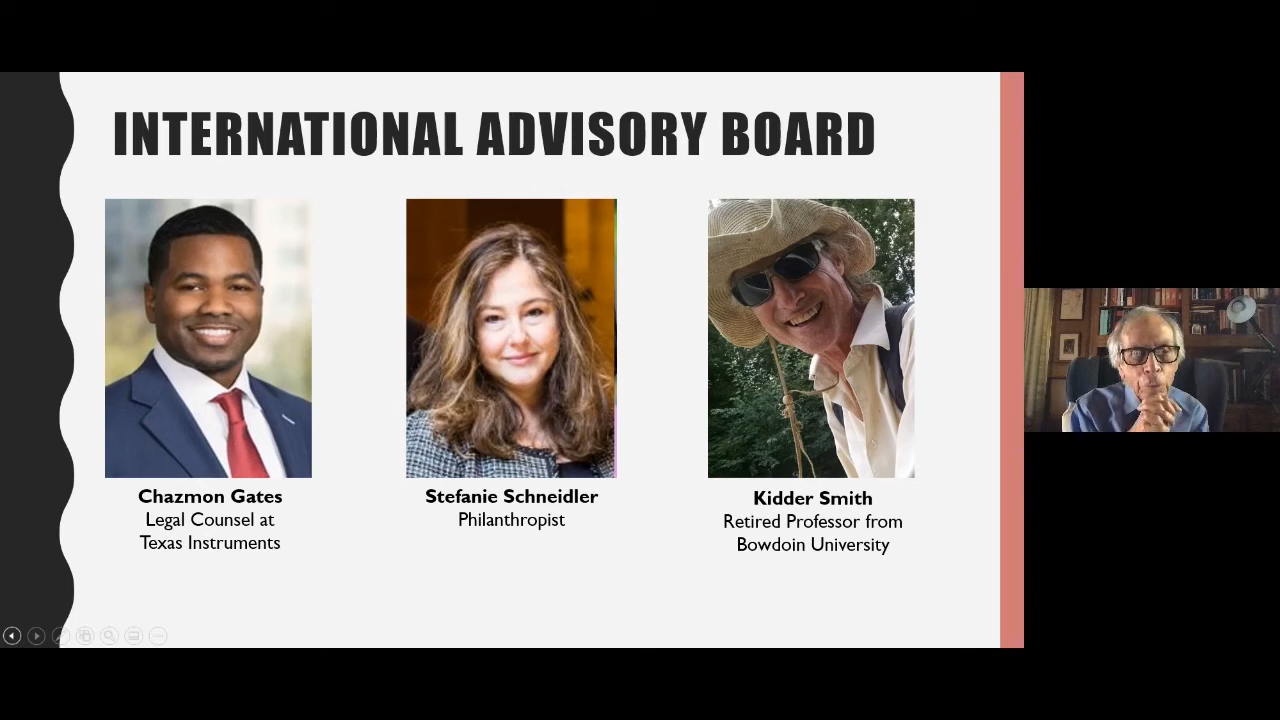 INTERNATIONAL ADVISORY BOARD
Chazmon Gates
Legal Counsel at
Texas Instruments
Stefanie Schneidler
Philanthropist
Kidder Smith
Retired Professor from
Bowdoin University